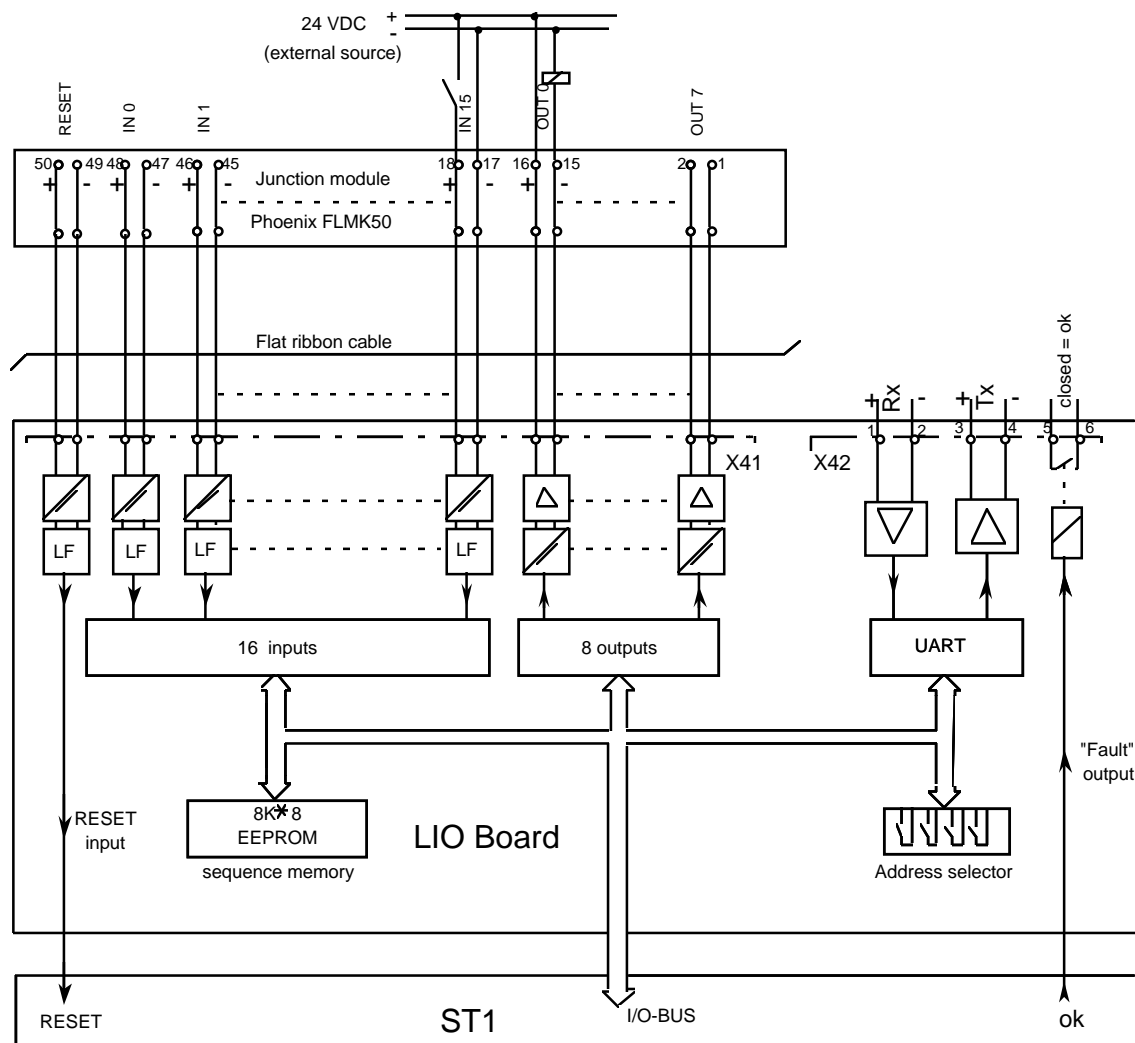 24 VDC + -
(external source)
RESET
IN 0
IN 1
IN 15
OUT 0
OUT 7
50 49 48 47 46 45 18 17 16 15 2 1
+ - + - + - + - + -
Junction module
Phoenix FLMK50
Flat ribbon cable
closed = ok
+ Rx - + Tx -
1 2 3 4 5 6
X41
X42
LF LF LF LF
16 inputs
8 outputs
UART
"Fault"
output
8K* 8
EEPROM
sequence memory
RESET
input
LIO Board
Address selector
RESET
ST1
I/O-BUS
ok